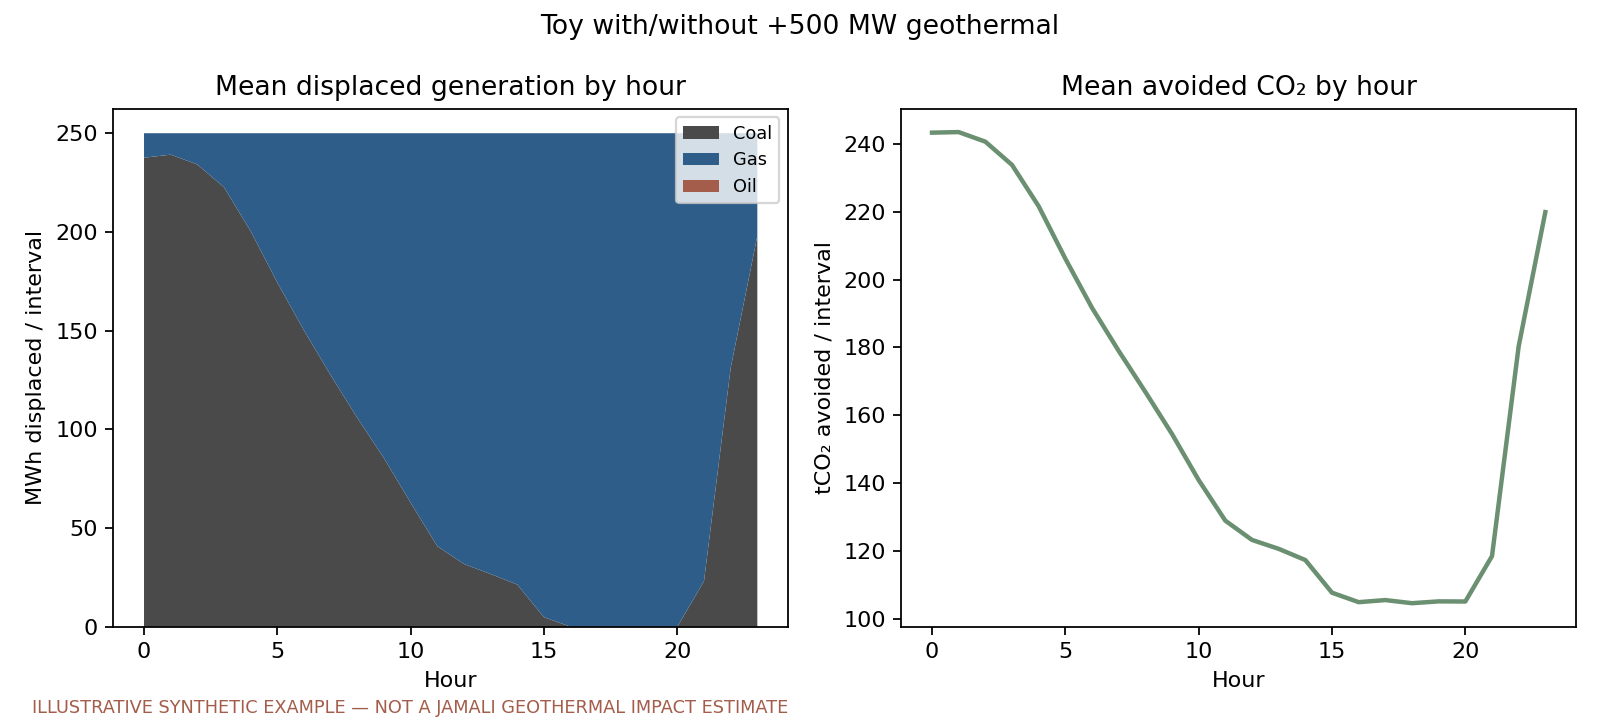 Toy with/without +500 MW geothermal
Mean displaced generation by hour
MWh displaced / interval
250
200
150
100
50
0
0 5 10 15 20
Hour
Coal
Gas
Oil
Mean avoided CO₂ by hour
tCO₂ avoided / interval
240
220
200
180
160
140
120
100
0 5 10 15 20
Hour
ILLUSTRATIVE SYNTHETIC EXAMPLE — NOT A JAMALI GEOTHERMAL IMPACT ESTIMATE